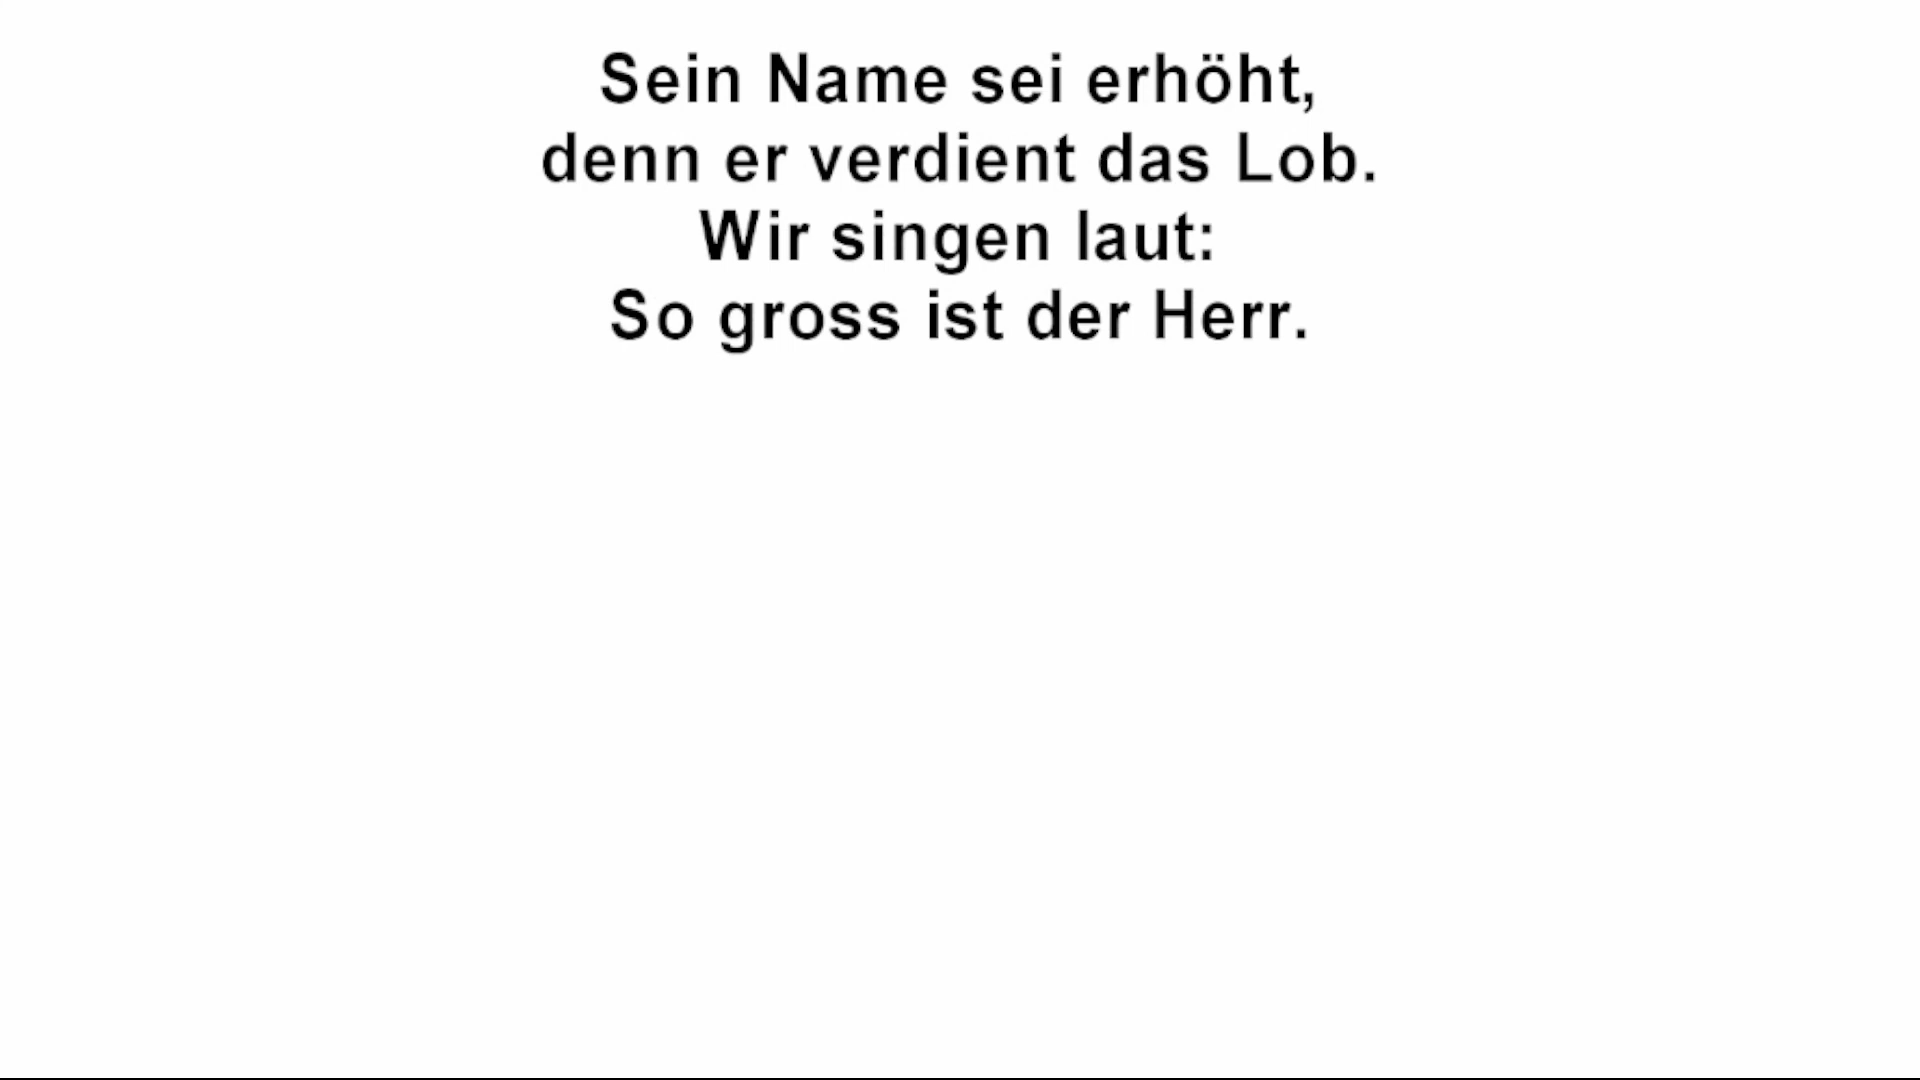 Sein Name sei erhöht,
denn er verdient das Lob.
Wir singen laut:
So gross ist der Herr.